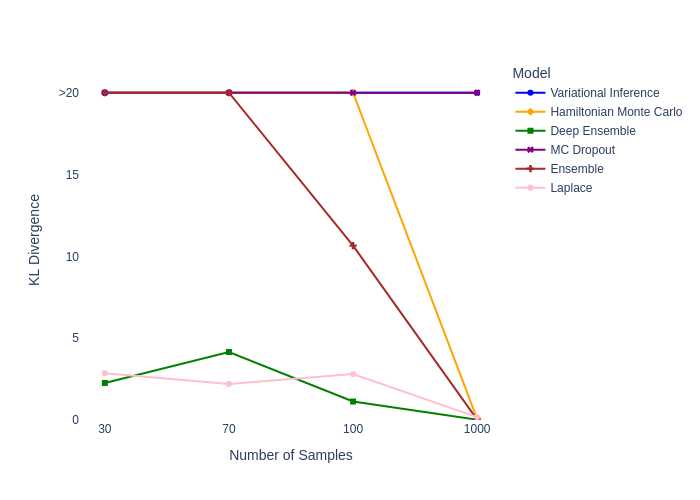 Model
Variational Inference
Hamiltonian Monte Carlo
Deep Ensemble
MC Dropout
Ensemble
Laplace
KL Divergence
>20
15
10
5
0
30 70 100 1000
Number of Samples